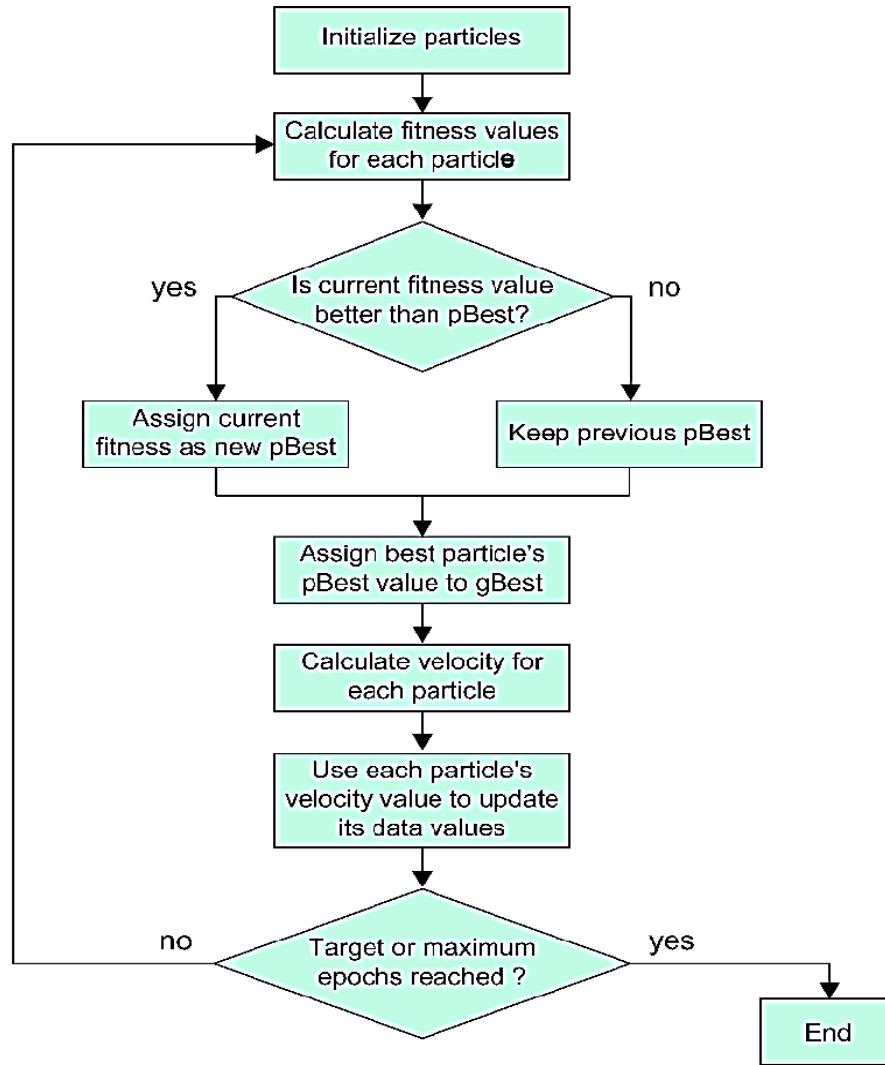 Initialize particles
Calculate fitness values
for each particle
Is current fitness value
better than pBest?
yes
no
Assign current
fitness as new pBest
Keep previous pBest
Assign best particle's
pBest value to gBest
Calculate velocity for
each particle
Use each particle's
velocity value to update
its data values
Target or maximum
epochs reached ?
no
yes
End